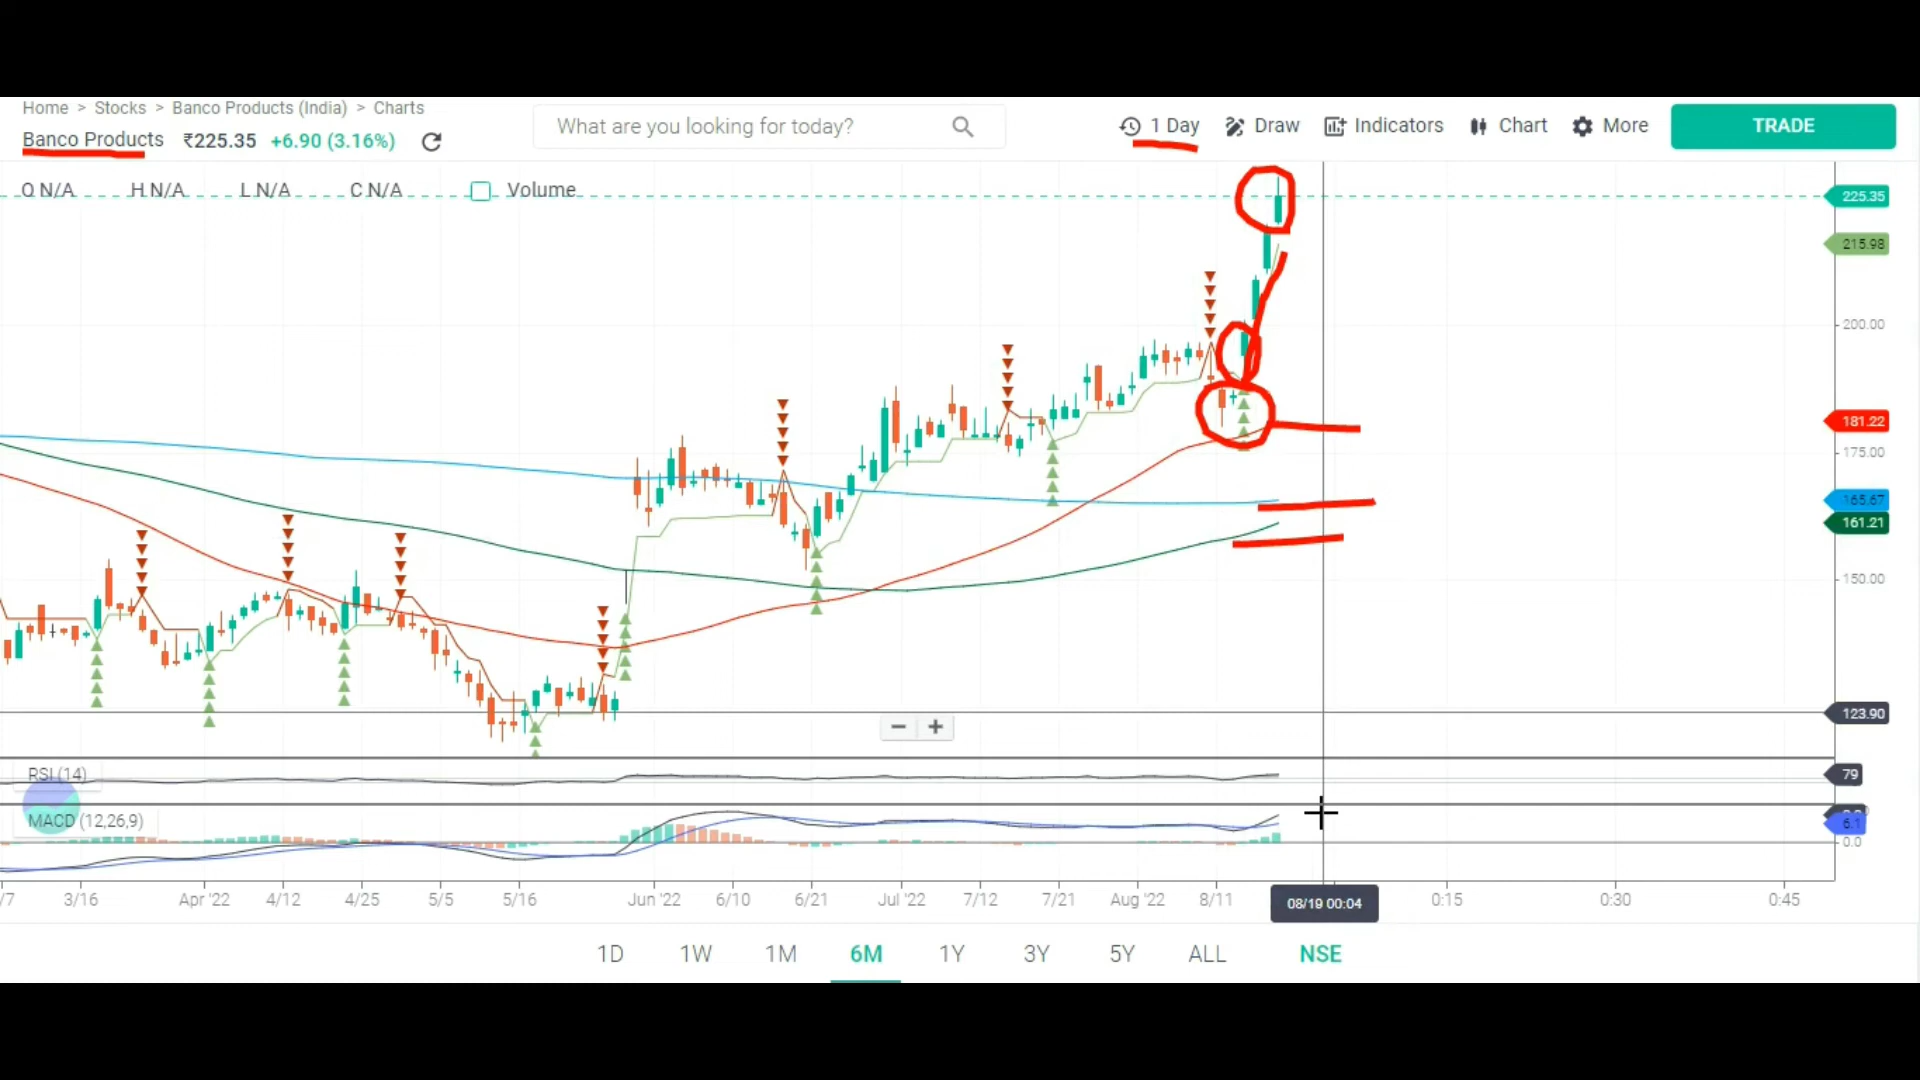 Home > Stocks > Banco Products (India) > Charts
Banco Products ₹225.35 +6.90 (3.16%)
What are you looking for today?
1 Day Draw Indicators Chart More TRADE
O N/A H N/A L N/A C N/A Volume
225.35
215.98
200.00
181.22
175.00
165.67
161.21
150.00
123.90
RSI (14)
79
MACD (12,26,9)
6.1
0.0
/7 3/16 Apr '22 4/12 4/25 5/5 5/16 Jun '22 6/10 6/21 Jul '22 7/12 7/21 Aug '22 8/11 08/19 00:04 0:15 0:30 0:45
1D 1W 1M 6M 1Y 3Y 5Y ALL NSE